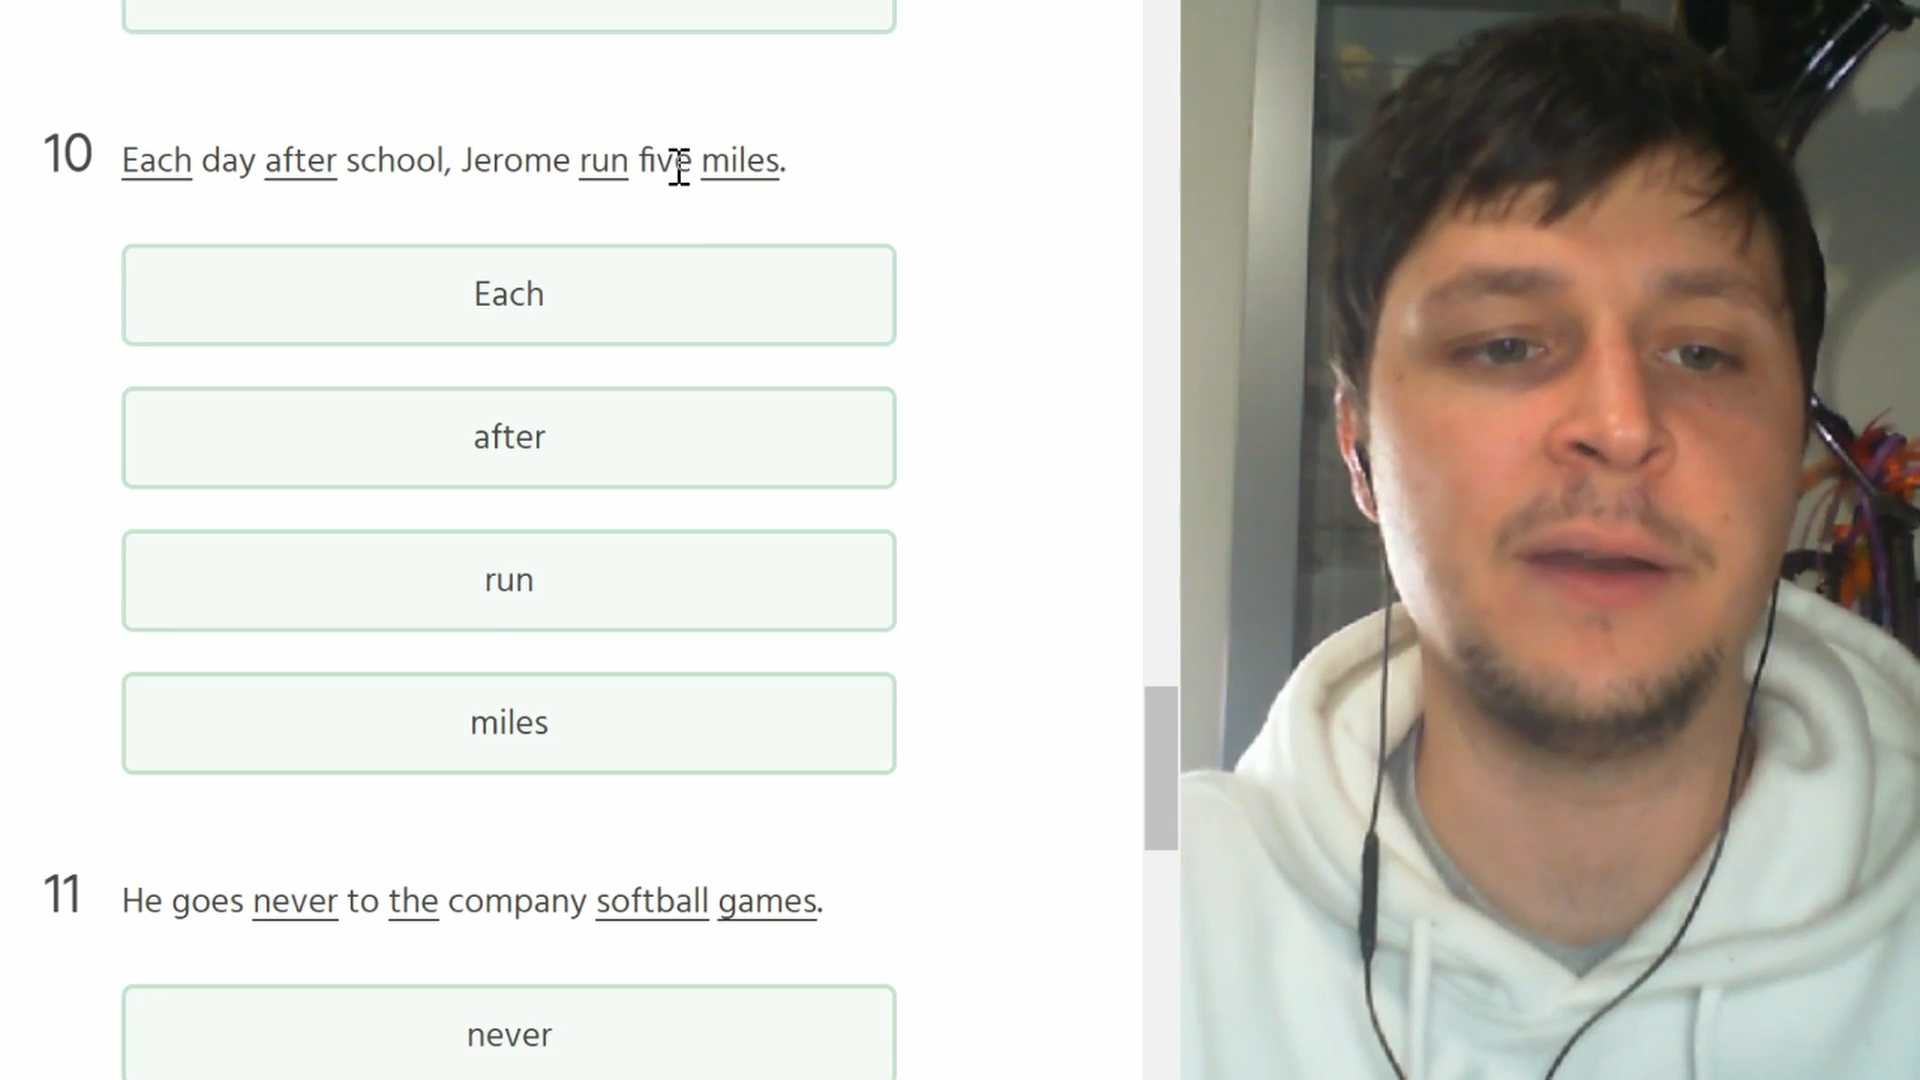 10 Each day after school, Jerome run five miles.
Each
after
run
miles
11 He goes never to the company softball games.
never